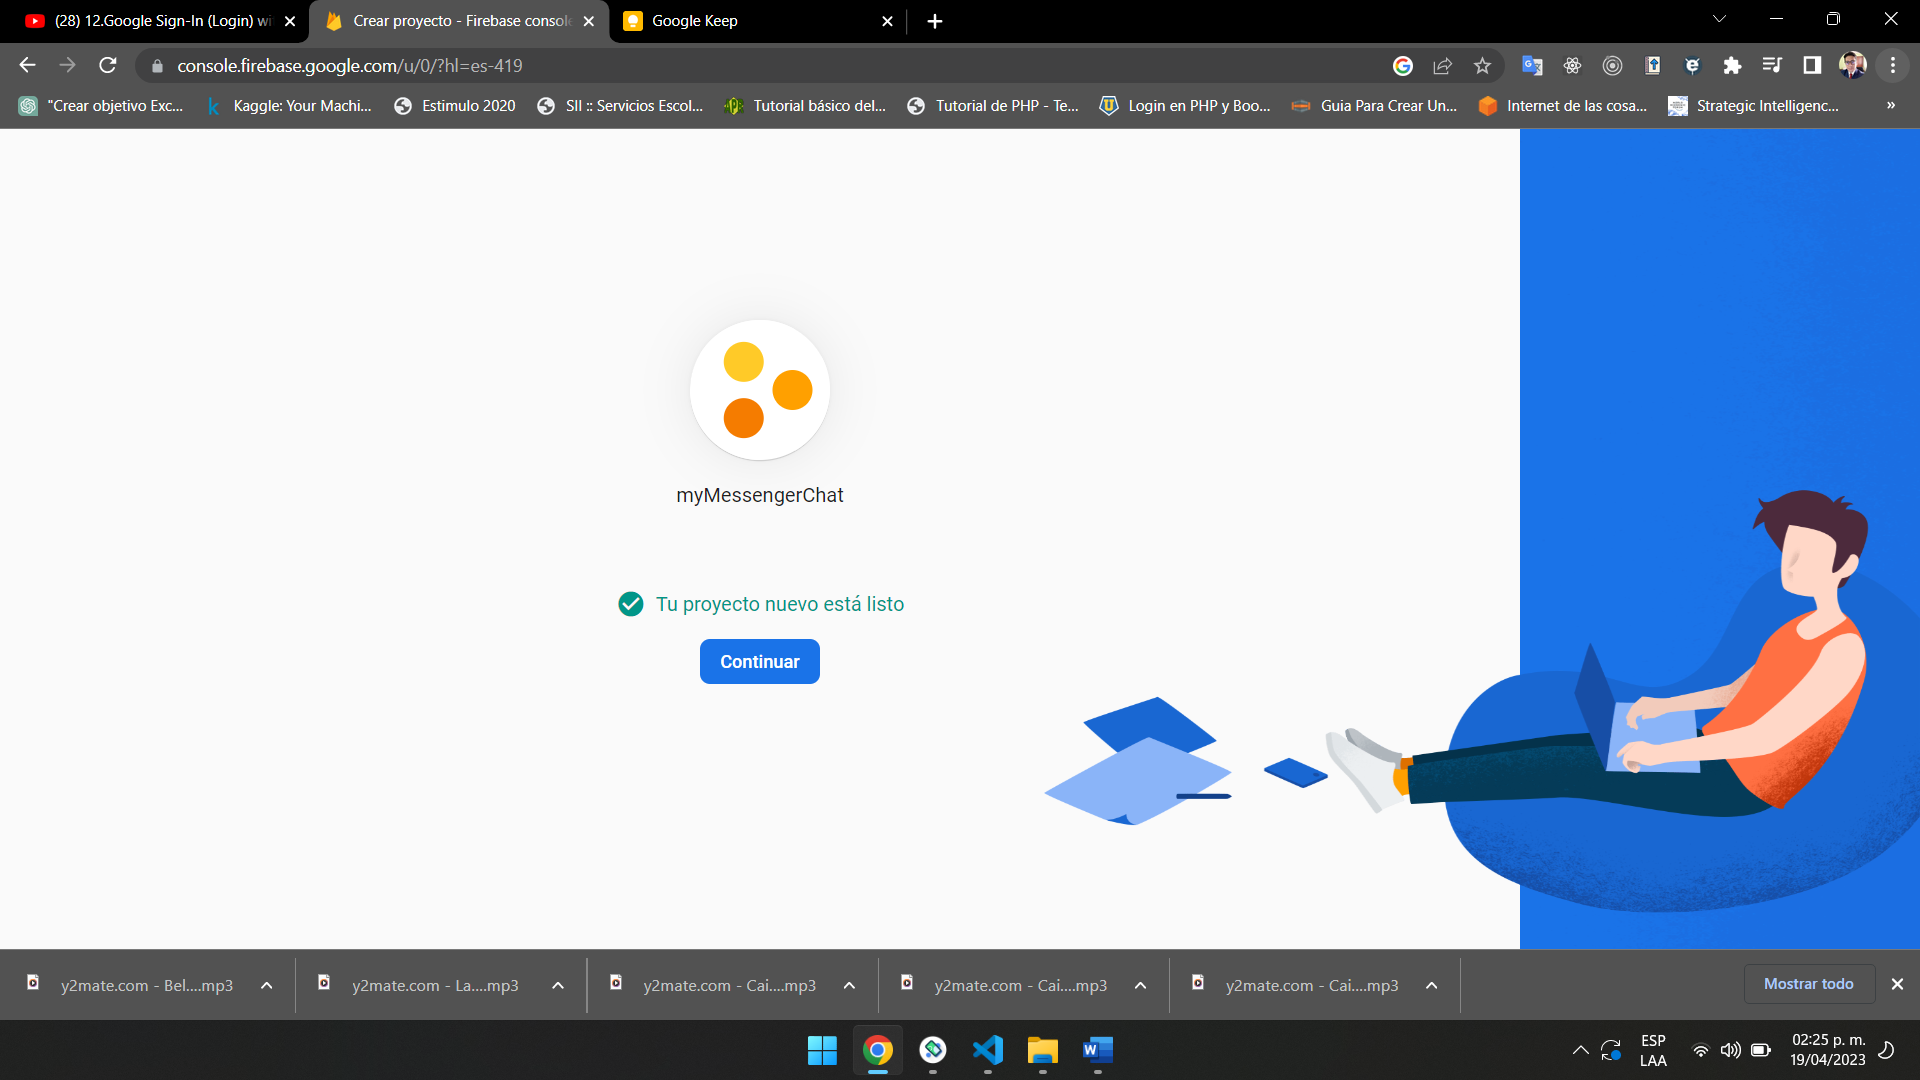 (28) 12.Google Sign-In (Login) wi
Crear proyecto - Firebase console
Google Keep
console.firebase.google.com/u/0/?hl=es-419
"Crear objetivo Exc...
Kaggle: Your Machi...
Estimulo 2020
SII :: Servicios Escol...
Tutorial básico del...
Tutorial de PHP - Te...
Login en PHP y Boo...
Guia Para Crear Un...
Internet de las cosa...
Strategic Intelligenc...
»
myMessengerChat
Tu proyecto nuevo está listo
Continuar
y2mate.com - Bel....mp3
y2mate.com - La....mp3
y2mate.com - Cai....mp3
y2mate.com - Cai....mp3
y2mate.com - Cai....mp3
Mostrar todo
ESP
LAA
02:25 p. m.
19/04/2023